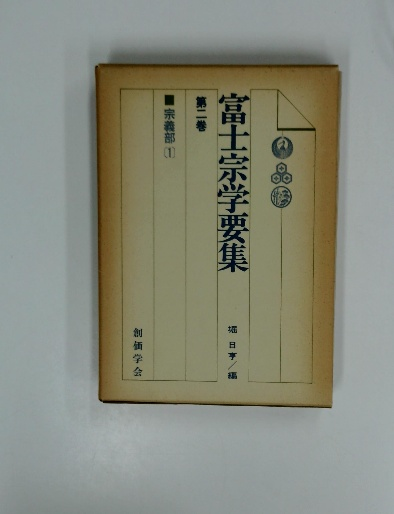 富士宗学要集
第二巻
■ 宗義部〔1〕
堀日亨／編
創価学会